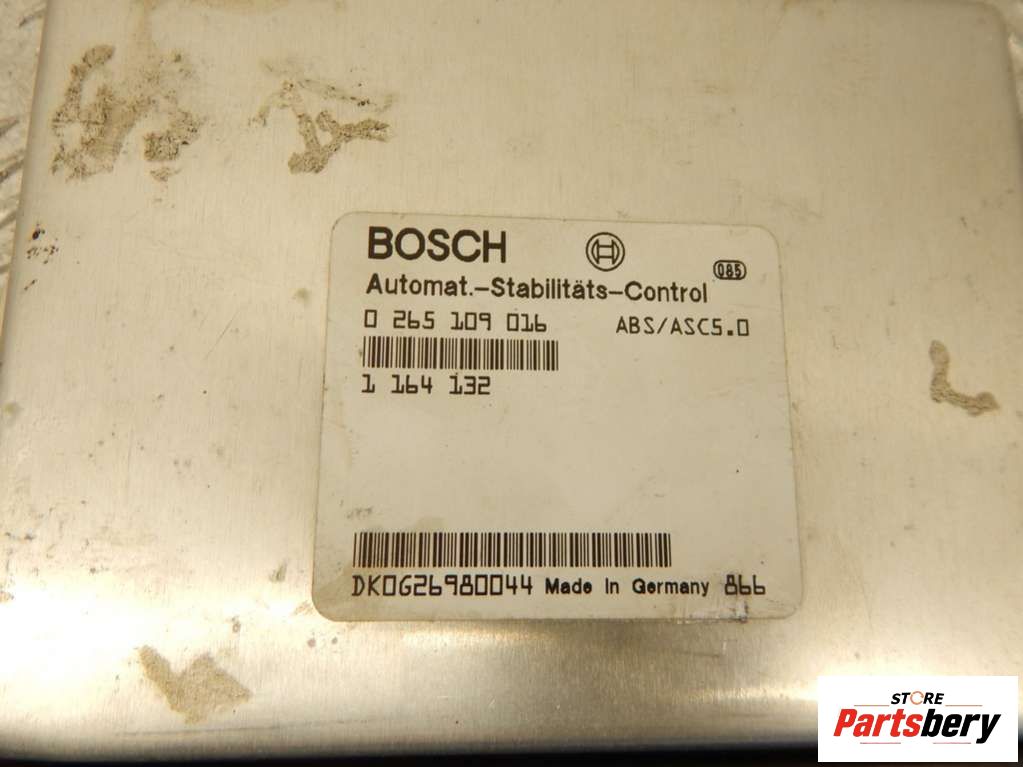 BOSCH
085
Automat.-Stabilitäts-Control
0 265 109 016 ABS/ASC5.0
1 164 132
DK0G26980044 Made In Germany 866
STORE
Partsbery